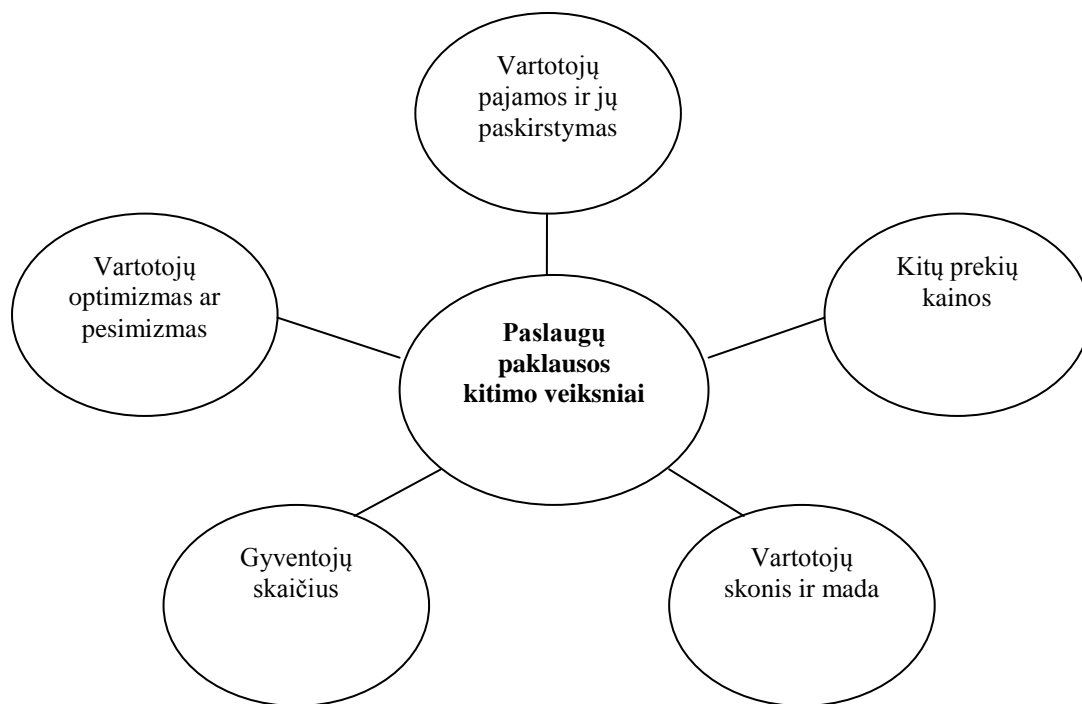 Vartotojų
pajamos ir jų
paskirstymas
Vartotojų
optimizmas ar
pesimizmas
Kitų prekių
kainos
Paslaugų
paklausos
kitimo veiksniai
Gyventojų
skaičius
Vartotojų
skonis ir mada